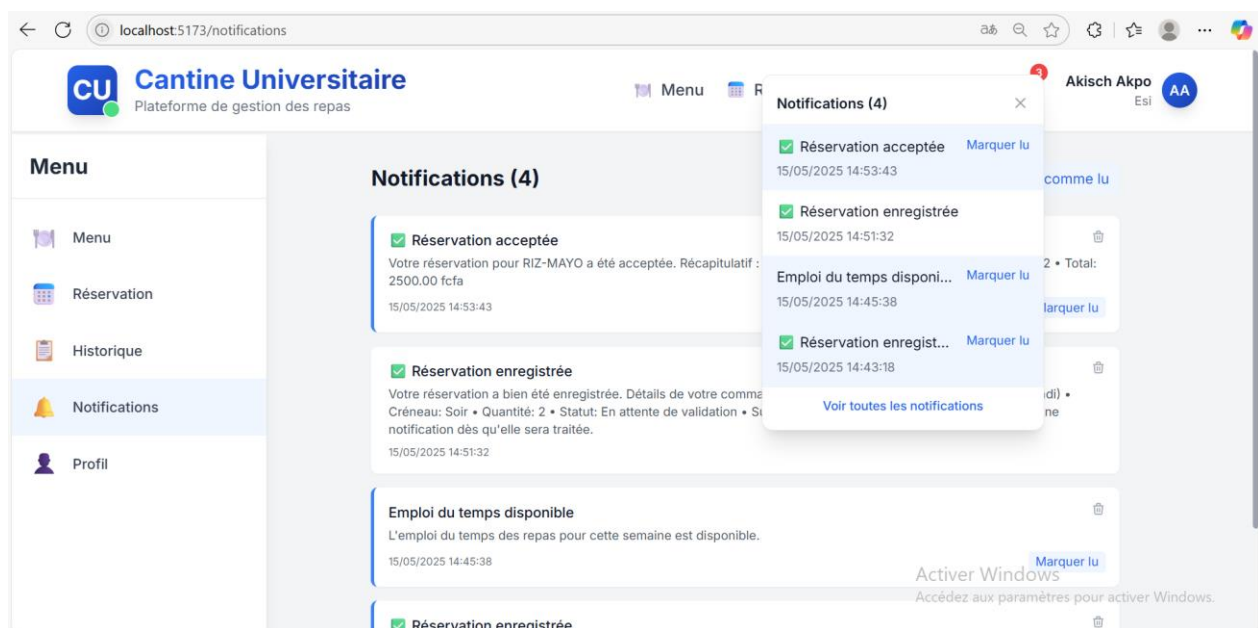 localhost:5173/notifications
CU
Cantine Universitaire
Plateforme de gestion des repas
Menu
R
3
Akisch Akpo
Esi
AA
Menu
Menu
Réservation
Historique
Notifications
Profil
Notifications (4)
comme lu
Réservation acceptée
Votre réservation pour RIZ-MAYO a été acceptée. Récapitulatif :
2 • Total:
2500.00 fcfa
15/05/2025 14:53:43
arquer lu
Réservation enregistrée
Votre réservation a bien été enregistrée. Détails de votre comma
di) •
Créneau: Soir • Quantité: 2 • Statut: En attente de validation • Su
ne
notification dès qu'elle sera traitée.
15/05/2025 14:51:32
Emploi du temps disponible
L'emploi du temps des repas pour cette semaine est disponible.
15/05/2025 14:45:38
Marquer lu
Réservation enregistrée
Notifications (4)
Réservation acceptée Marquer lu
15/05/2025 14:53:43
Réservation enregistrée
15/05/2025 14:51:32
Emploi du temps disponi... Marquer lu
15/05/2025 14:45:38
Réservation enregist... Marquer lu
15/05/2025 14:43:18
Voir toutes les notifications
Activer Windows
Accédez aux paramètres pour activer Windows.